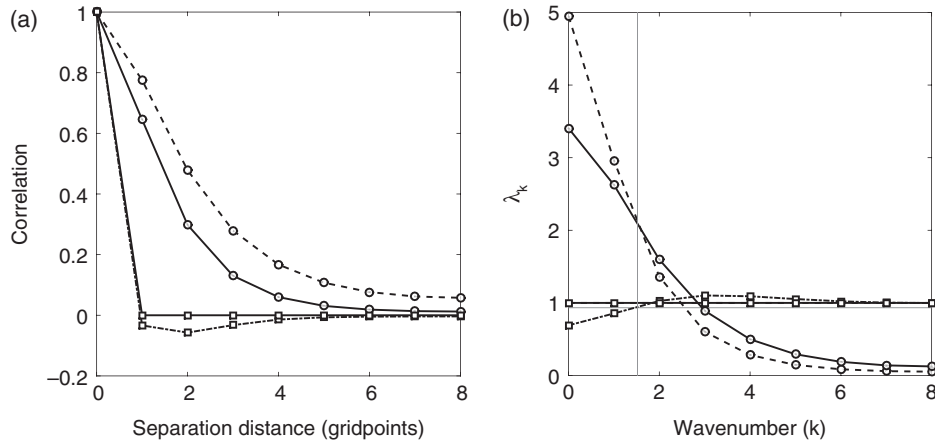 (a)
1
0.8
0.6
0.4
0.2
0
−0.2
Correlation
0 2 4 6 8
Separation distance (gridpoints)
(b)
5
4
3
2
1
0
λk
0 2 4 6 8
Wavenumber (k)